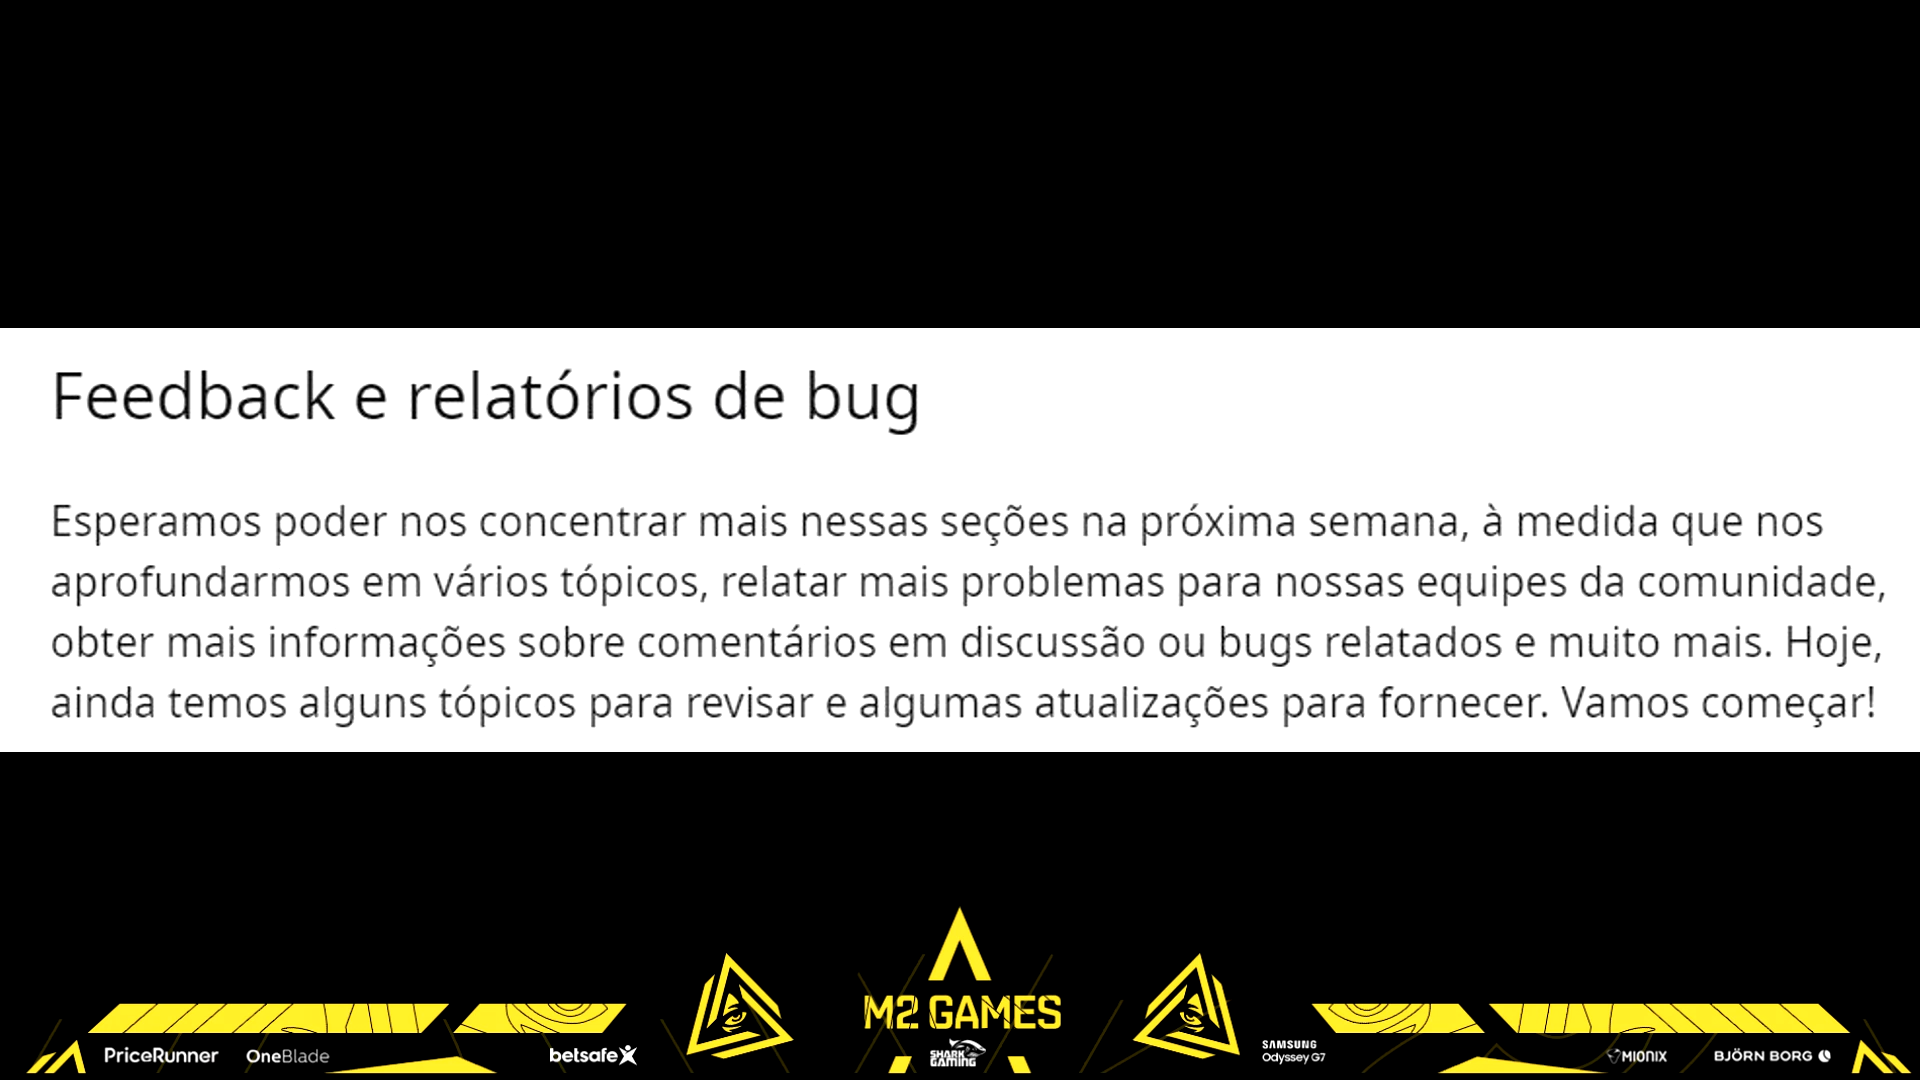 Feedback e relatórios de bug
Esperamos poder nos concentrar mais nessas seções na próxima semana, à medida que nos
aprofundarmos em vários tópicos, relatar mais problemas para nossas equipes da comunidade,
obter mais informações sobre comentários em discussão ou bugs relatados e muito mais. Hoje,
ainda temos alguns tópicos para revisar e algumas atualizações para fornecer. Vamos começar!
M2 GAMES
PriceRunner OneBlade betsafe SHARK GAMING SAMSUNG Odyssey G7 MIONIX BJÖRN BORG